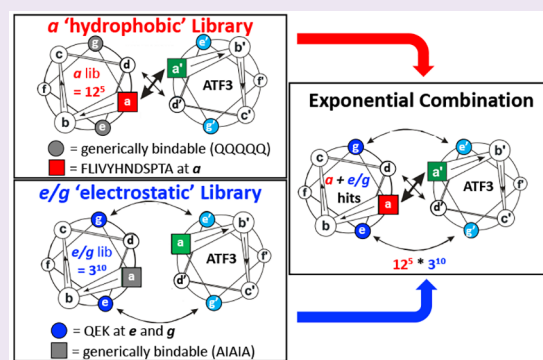 a 'hydrophobic' Library
g
c
d
a lib
= 12⁵
f
a
b
e
e'
b'
a'
ATF3
f'
d'
c'
g'
= generically bindable (QQQQQ)
= FLIVYHNDSPTA at a
e/g 'electrostatic' Library
g
c
d
e/g lib
= 3¹⁰
f
a
b
e
e'
b'
a
ATF3
f'
d'
c'
g'
= QEK at e and g
= generically bindable (AIAIA)
Exponential Combination
g
c
d
a + e/g
hits
f
a
b
e
e'
b'
a'
ATF3
f'
d'
c'
g'
12⁵ * 3¹⁰